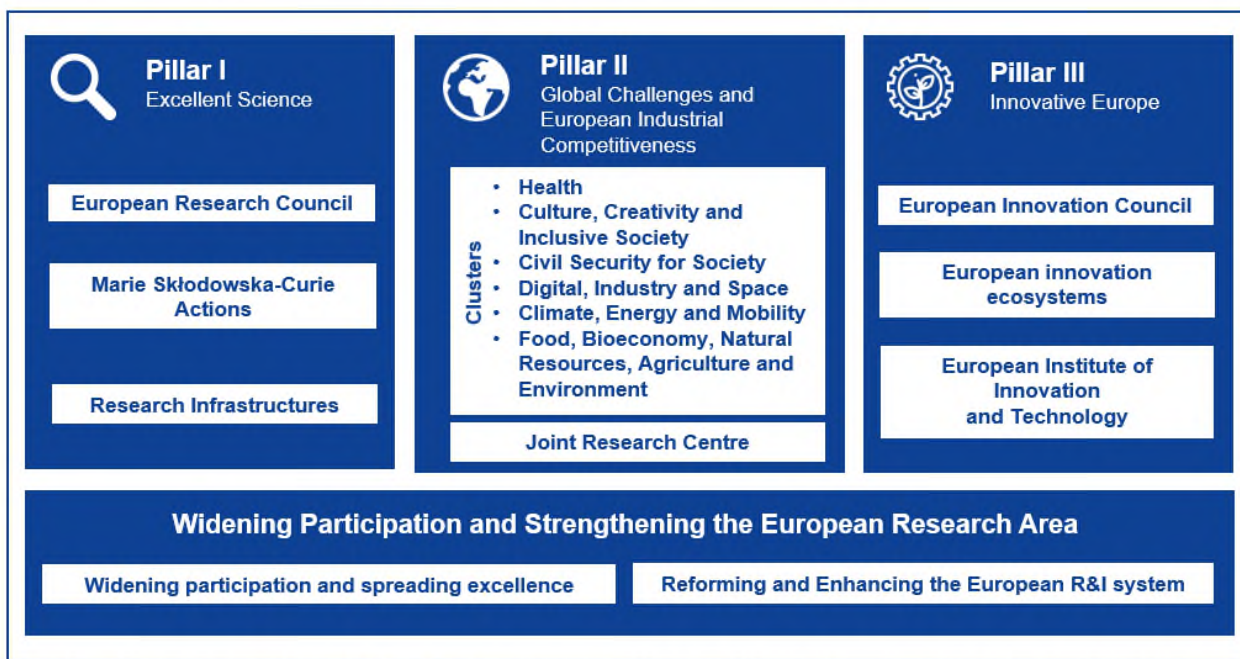 Pillar I
Excellent Science
European Research Council
Marie Skłodowska-Curie
Actions
Research Infrastructures
Pillar II
Global Challenges and
European Industrial
Competitiveness
Clusters
• Health
• Culture, Creativity and
Inclusive Society
• Civil Security for Society
• Digital, Industry and Space
• Climate, Energy and Mobility
• Food, Bioeconomy, Natural
Resources, Agriculture and
Environment
Joint Research Centre
Pillar III
Innovative Europe
European Innovation Council
European innovation
ecosystems
European Institute of
Innovation
and Technology
Widening Participation and Strengthening the European Research Area
Widening participation and spreading excellence
Reforming and Enhancing the European R&I system